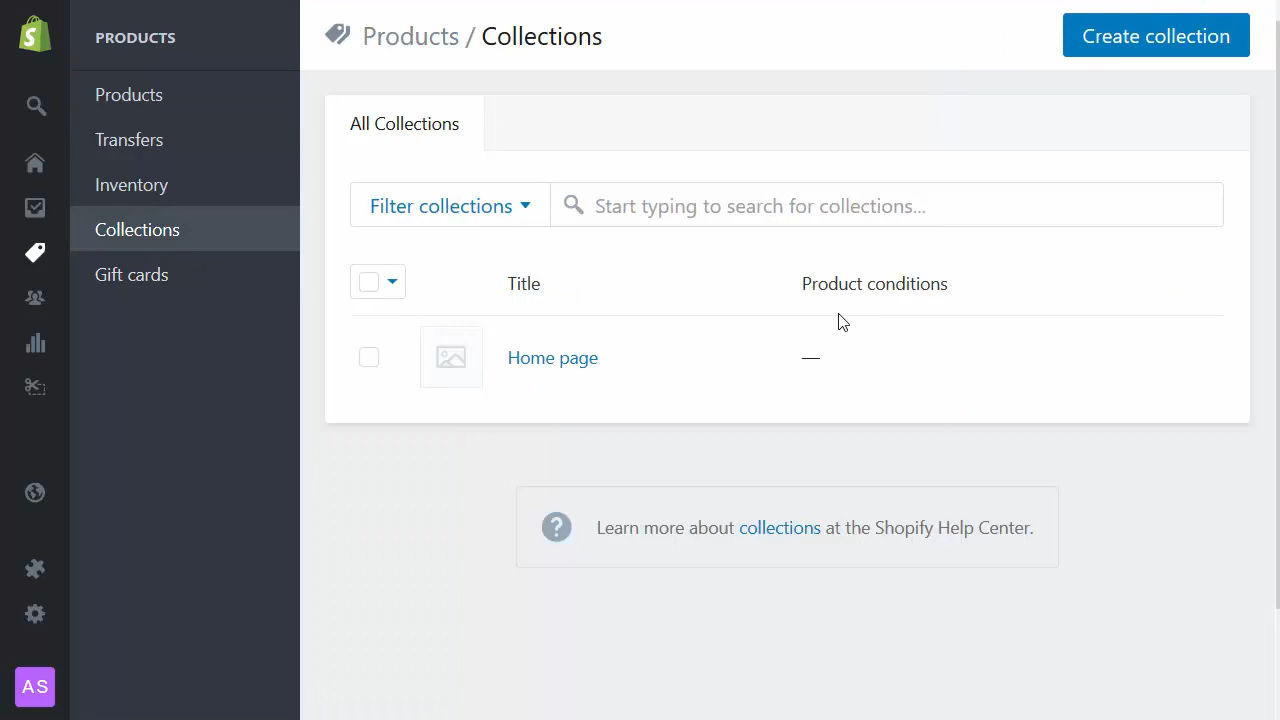 PRODUCTS
Products
Transfers
Inventory
Collections
Gift cards
AS
Products / Collections
Create collection
All Collections
Filter collections
Start typing to search for collections...
Title
Product conditions
Home page
—
Learn more about collections at the Shopify Help Center.